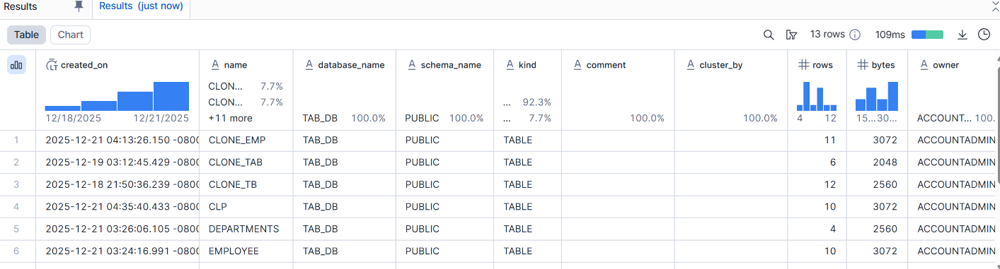 Results Results (just now)
Table Chart 13 rows 109ms
created_on name database_name schema_name kind comment cluster_by rows bytes owner
CLON... 7.7%
CLON... 7.7% ... 92.3%
12/18/2025 12/21/2025 +11 more TAB_DB 100.0% PUBLIC 100.0% ... 7.7% 100.0% 100.0% 4 12 15...30... ACCOUNT... 100.
1 2025-12-21 04:13:26.150 -0800 CLONE_EMP TAB_DB PUBLIC TABLE 11 3072 ACCOUNTADMIN
2 2025-12-19 03:12:45.429 -0800 CLONE_TAB TAB_DB PUBLIC TABLE 6 2048 ACCOUNTADMIN
3 2025-12-18 21:50:36.239 -0800 CLONE_TB TAB_DB PUBLIC TABLE 12 2560 ACCOUNTADMIN
4 2025-12-21 04:35:40.433 -0800 CLP TAB_DB PUBLIC TABLE 10 3072 ACCOUNTADMIN
5 2025-12-21 03:26:06.105 -0800 DEPARTMENTS TAB_DB PUBLIC TABLE 4 2560 ACCOUNTADMIN
6 2025-12-21 03:24:16.991 -0800 EMPLOYEE TAB_DB PUBLIC TABLE 10 3072 ACCOUNTADMIN